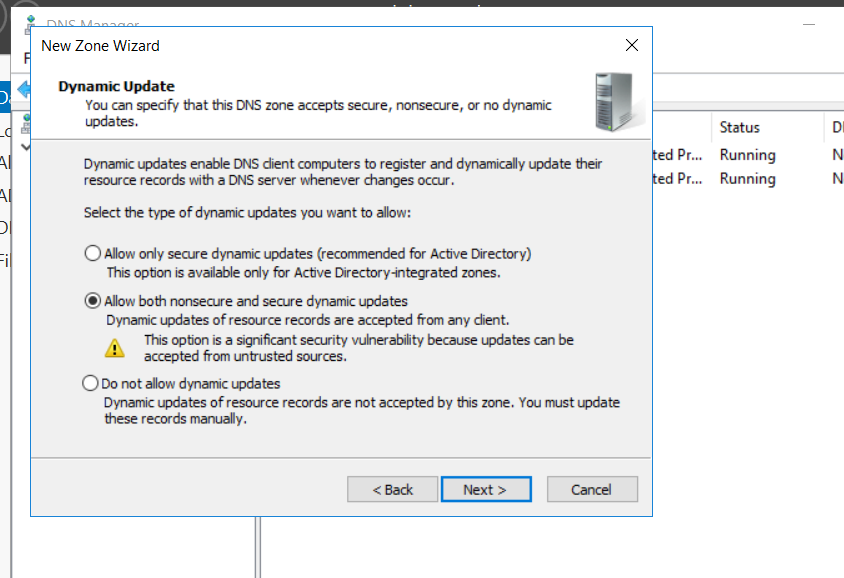 DNS Manager
New Zone Wizard
Dynamic Update
You can specify that this DNS zone accepts secure, nonsecure, or no dynamic
updates.
Dynamic updates enable DNS client computers to register and dynamically update their
resource records with a DNS server whenever changes occur.
Select the type of dynamic updates you want to allow:
Allow only secure dynamic updates (recommended for Active Directory)
This option is available only for Active Directory-integrated zones.
Allow both nonsecure and secure dynamic updates
Dynamic updates of resource records are accepted from any client.
This option is a significant security vulnerability because updates can be
accepted from untrusted sources.
Do not allow dynamic updates
Dynamic updates of resource records are not accepted by this zone. You must update
these records manually.
< Back
Next >
Cancel
Status
ted Pr... Running
ted Pr... Running